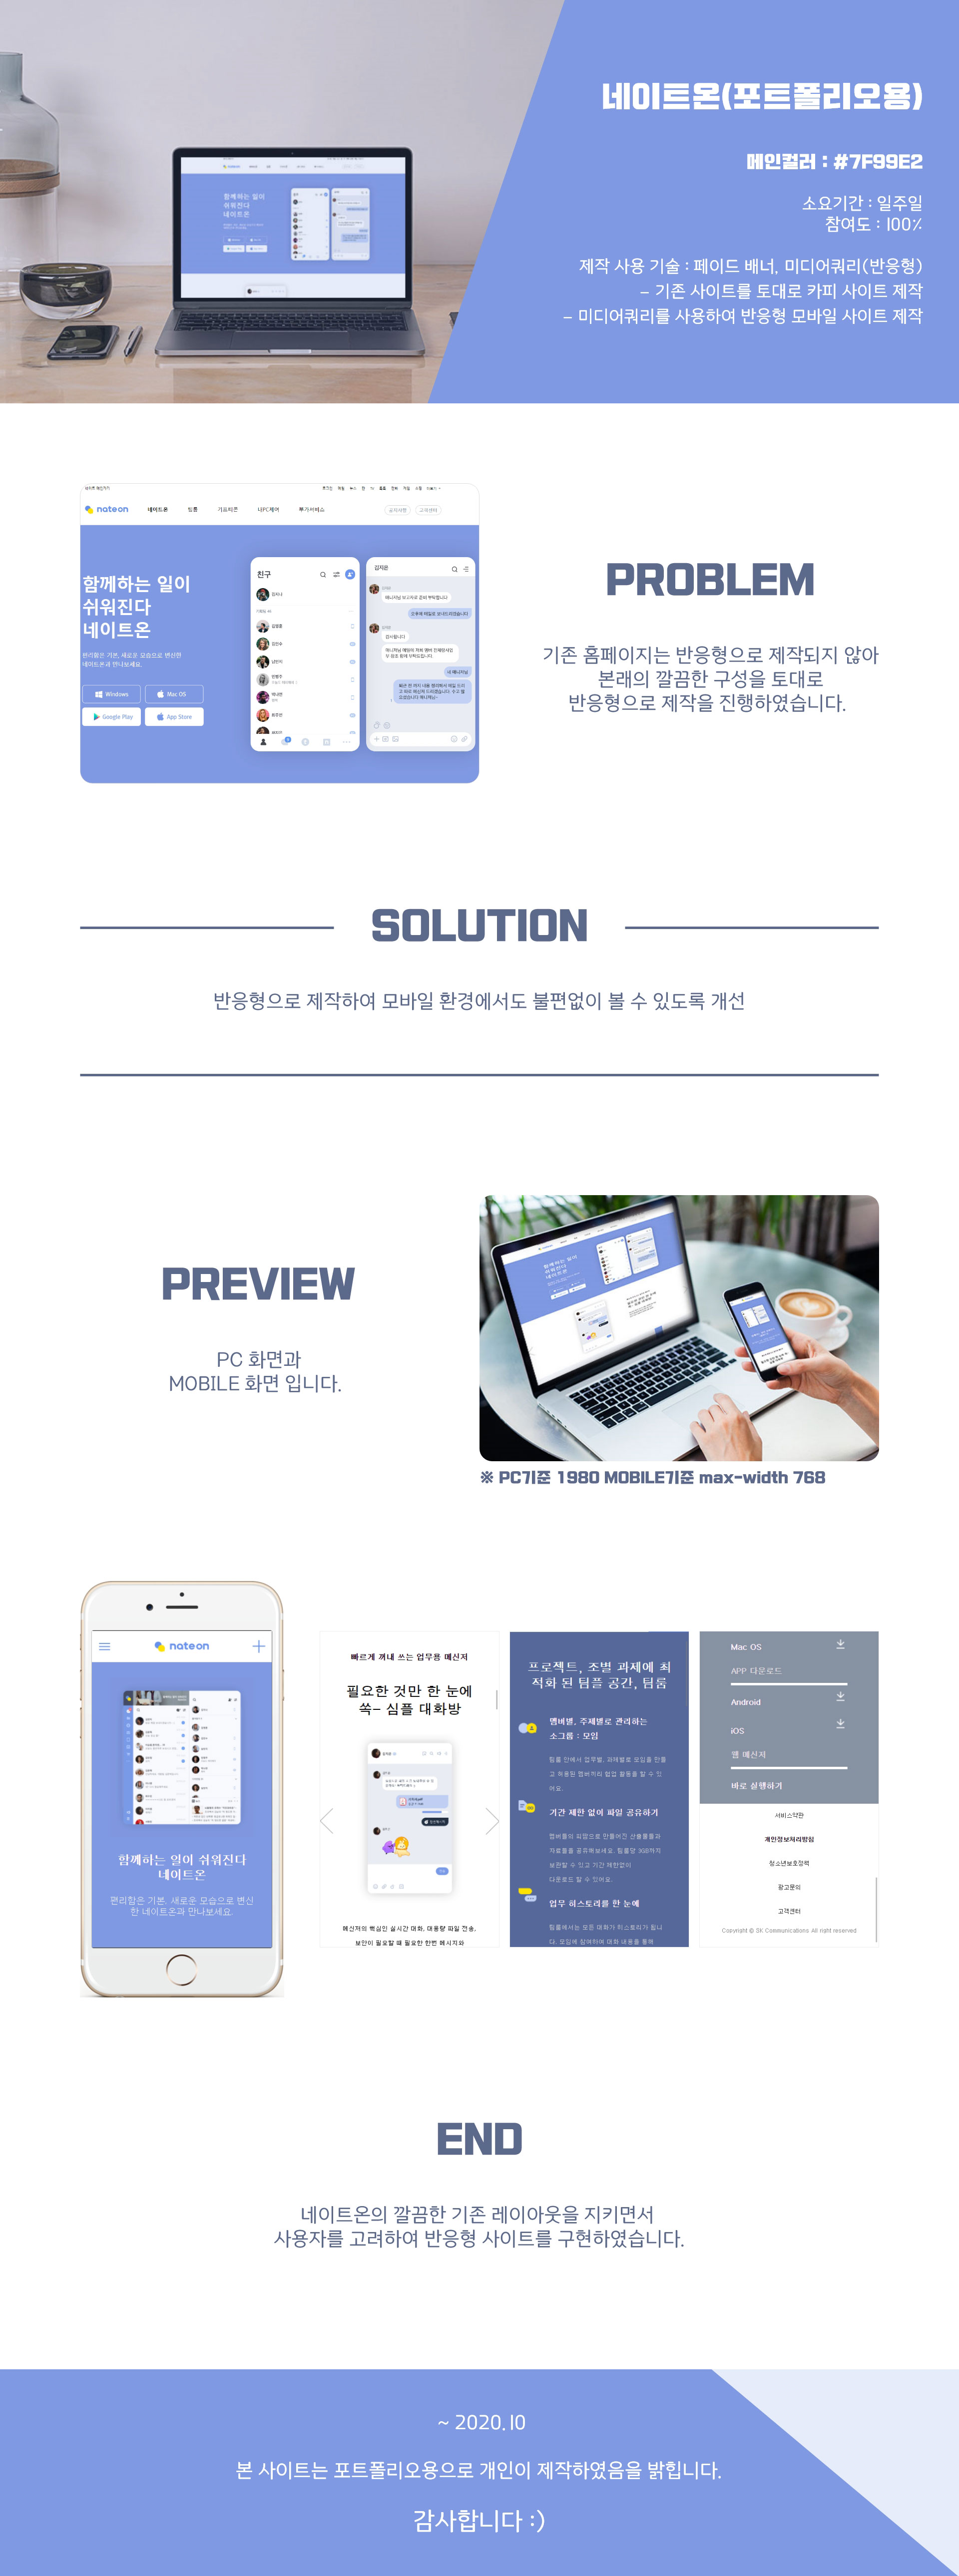 네이트온(포트폴리오용)
메인컬러 : #7F99E2
소요기간 : 일주일
참여도 : 100%
제작 사용 기술 : 페이드 배너, 미디어쿼리(반응형)
- 기존 사이트를 토대로 카피 사이트 제작
- 미디어쿼리를 사용하여 반응형 모바일 사이트 제작
nateon
네이트온 팀룸 기프티콘 내PC제어 부가서비스
공지사항 고객센터
함께하는 일이
쉬워진다
네이트온
편리함은 기본, 새로운 모습으로 변신한
네이트온과 만나보세요.
Windows Mac OS
Google Play App Store
친구
김지은
감사합니다
PROBLEM
기존 홈페이지는 반응형으로 제작되지 않아
본래의 깔끔한 구성을 토대로
반응형으로 제작을 진행하였습니다.
SOLUTION
반응형으로 제작하여 모바일 환경에서도 불편없이 볼 수 있도록 개선
PREVIEW
PC 화면과
MOBILE 화면 입니다.
함께하는 일이
쉬워진다
네이트온
※ PC기준 1980 MOBILE기준 max-width 768
nateon
함께하는 일이 쉬워진다
네이트온
편리함은 기본, 새로운 모습으로 변신
한 네이트온과 만나보세요.
빠르게 꺼내 쓰는 업무용 메신저
필요한 것만 한 눈에
쏙- 심플 대화방
메신저의 핵심인 실시간 대화, 대용량 파일 전송,
보안이 필요할 때 필요한 한번 메시지와
프로젝트, 조별 과제에 최
적화 된 팀플 공간, 팀룸
멤버별, 주제별로 관리하는
소그룹 : 모임
팀룸 안에서 업무별, 과제별로 모임을 만들
고 허용된 멤버끼리 협업 활동을 할 수 있
어요.
기간 제한 없이 파일 공유하기
멤버들의 피땀으로 만들어진 산출물들과
자료들을 공유해보세요. 팀룸당 3GB까지
보관할 수 있고 기간 제한없이
다운로드 할 수 있어요.
업무 히스토리를 한 눈에
팀룸에서는 모든 대화가 히스토리가 됩니
다. 모임에 참여하여 대화 내용을 통해
Mac OS
APP 다운로드
Android
iOS
웹 메신저
바로 실행하기
서비스약관
개인정보처리방침
청소년보호정책
광고문의
고객센터
Copyright © SK Communications. All right reserved
END
네이트온의 깔끔한 기존 레이아웃을 지키면서
사용자를 고려하여 반응형 사이트를 구현하였습니다.
~ 2020.10
본 사이트는 포트폴리오용으로 개인이 제작하였음을 밝힙니다.
감사합니다 :)